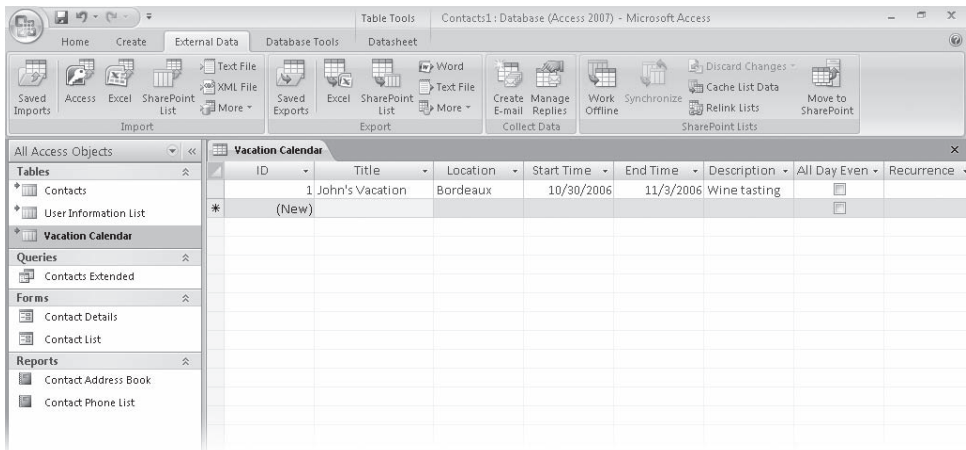 Table Tools Contacts1 : Database (Access 2007) - Microsoft Access
Home Create External Data Database Tools Datasheet
Saved Imports
Access
Excel
SharePoint List
Text File
XML File
More
Import
Saved Exports
Excel
SharePoint List
Word
Text File
More
Export
Create E-mail
Manage Replies
Collect Data
Work Offline
Synchronize
Discard Changes
Cache List Data
Relink Lists
Move to SharePoint
SharePoint Lists
All Access Objects
Tables
Contacts
User Information List
Vacation Calendar
Queries
Contacts Extended
Forms
Contact Details
Contact List
Reports
Contact Address Book
Contact Phone List
Vacation Calendar
ID Title Location Start Time End Time Description All Day Even Recurrence
1 John's Vacation Bordeaux 10/30/2006 11/3/2006 Wine tasting
(New)